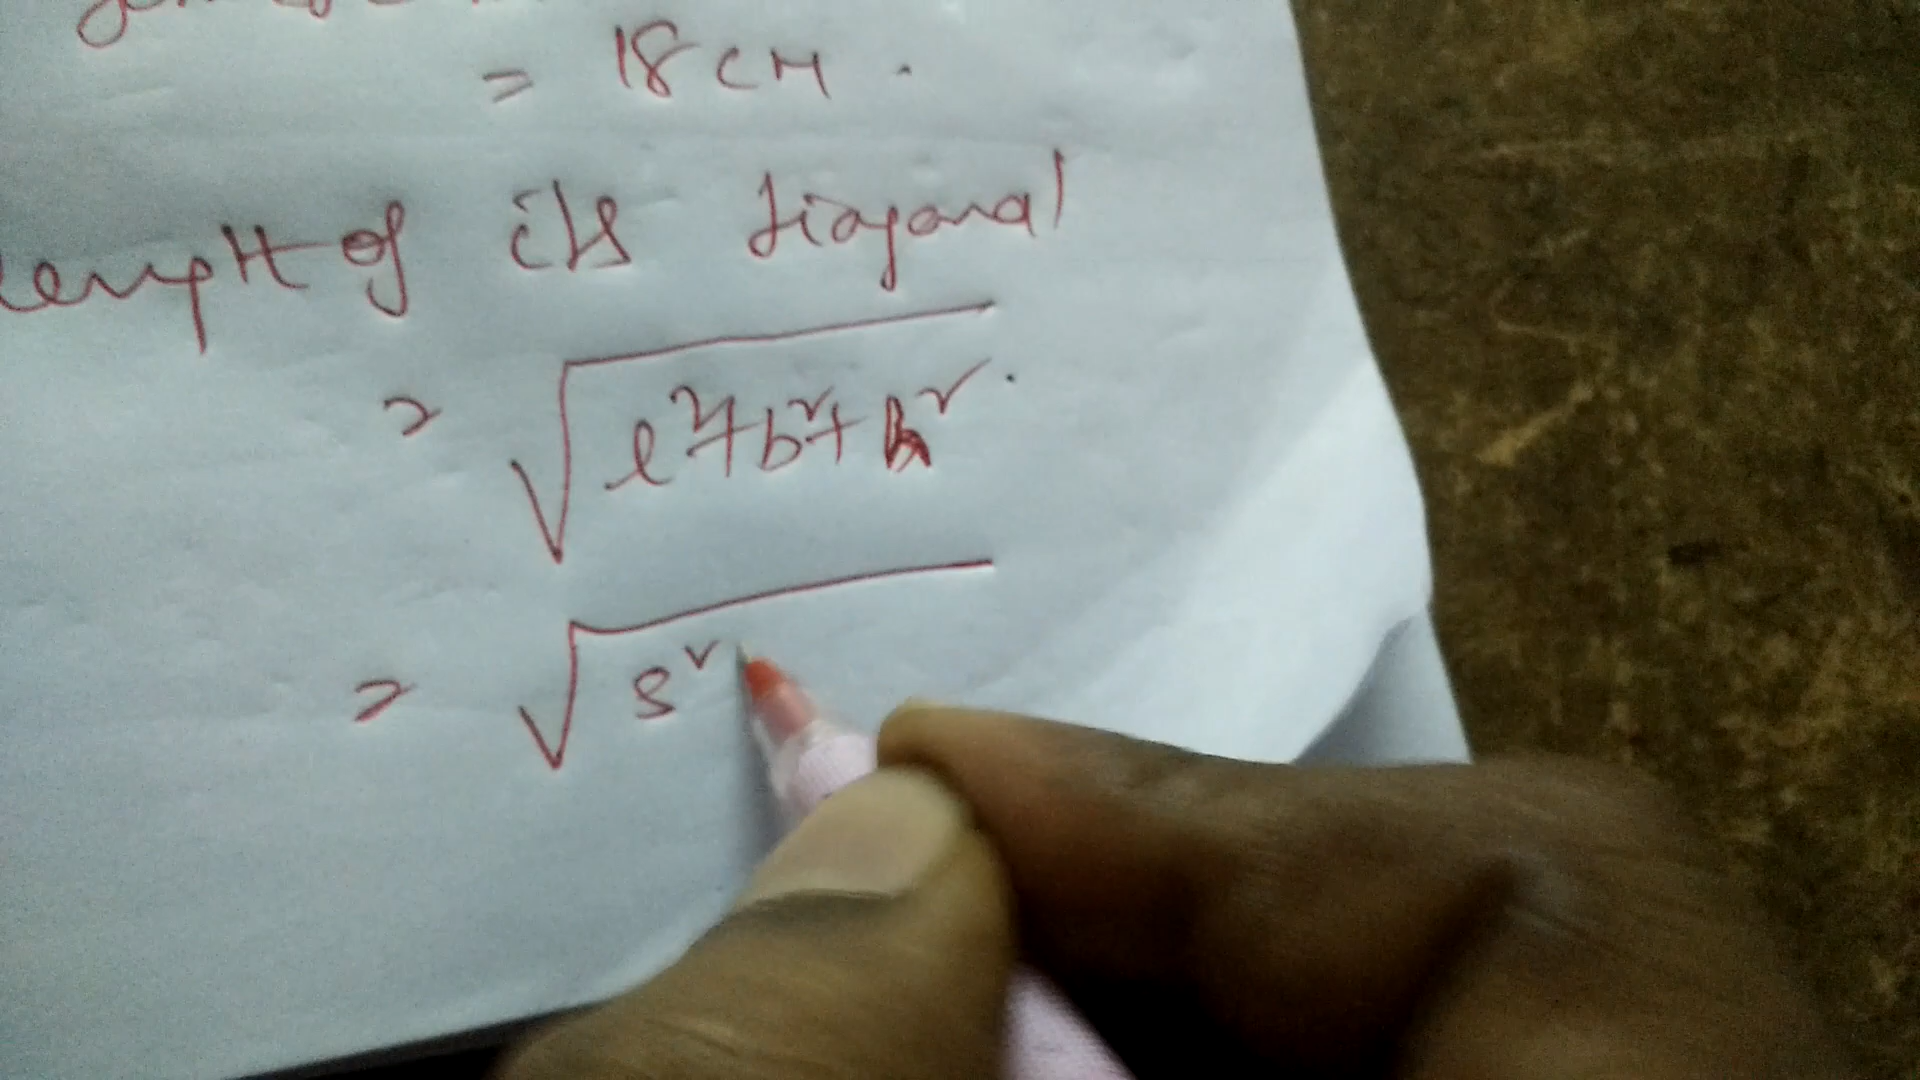 = 18 CM.
length of its diagonal
= √(l²+b²+h²).
= √(8²